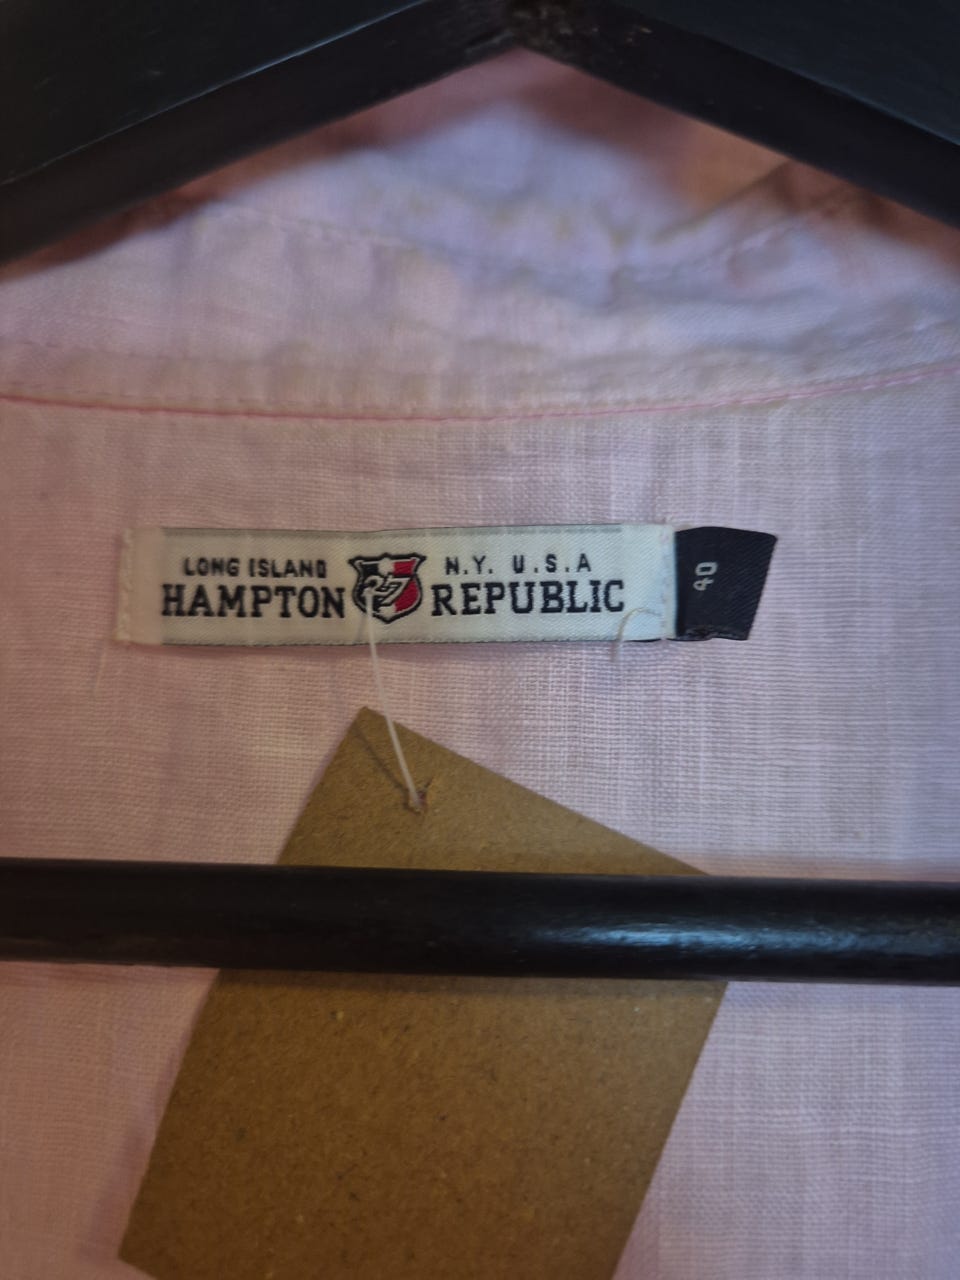 LONG ISLAND N.Y. U.S.A
HAMPTON 27 REPUBLIC
40